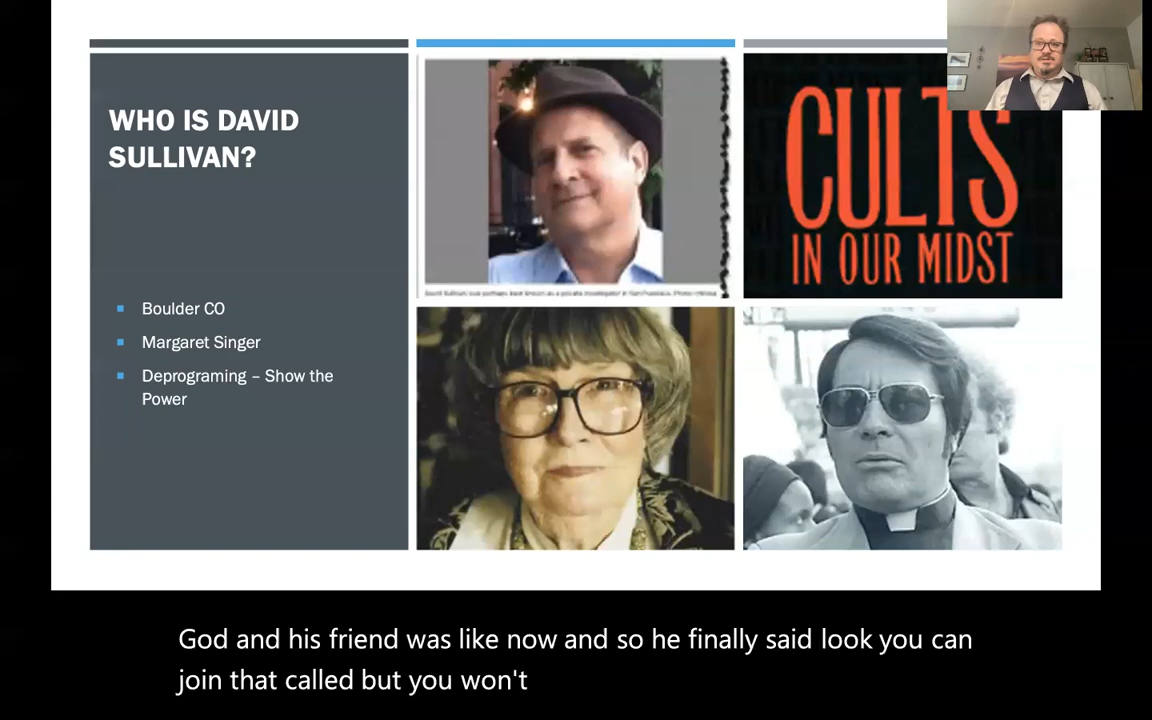 WHO IS DAVID
SULLIVAN?
Boulder CO
Margaret Singer
Deprograming – Show the
Power
CULTS
IN OUR MIDST
God and his friend was like now and so he finally said look you can
join that called but you won't